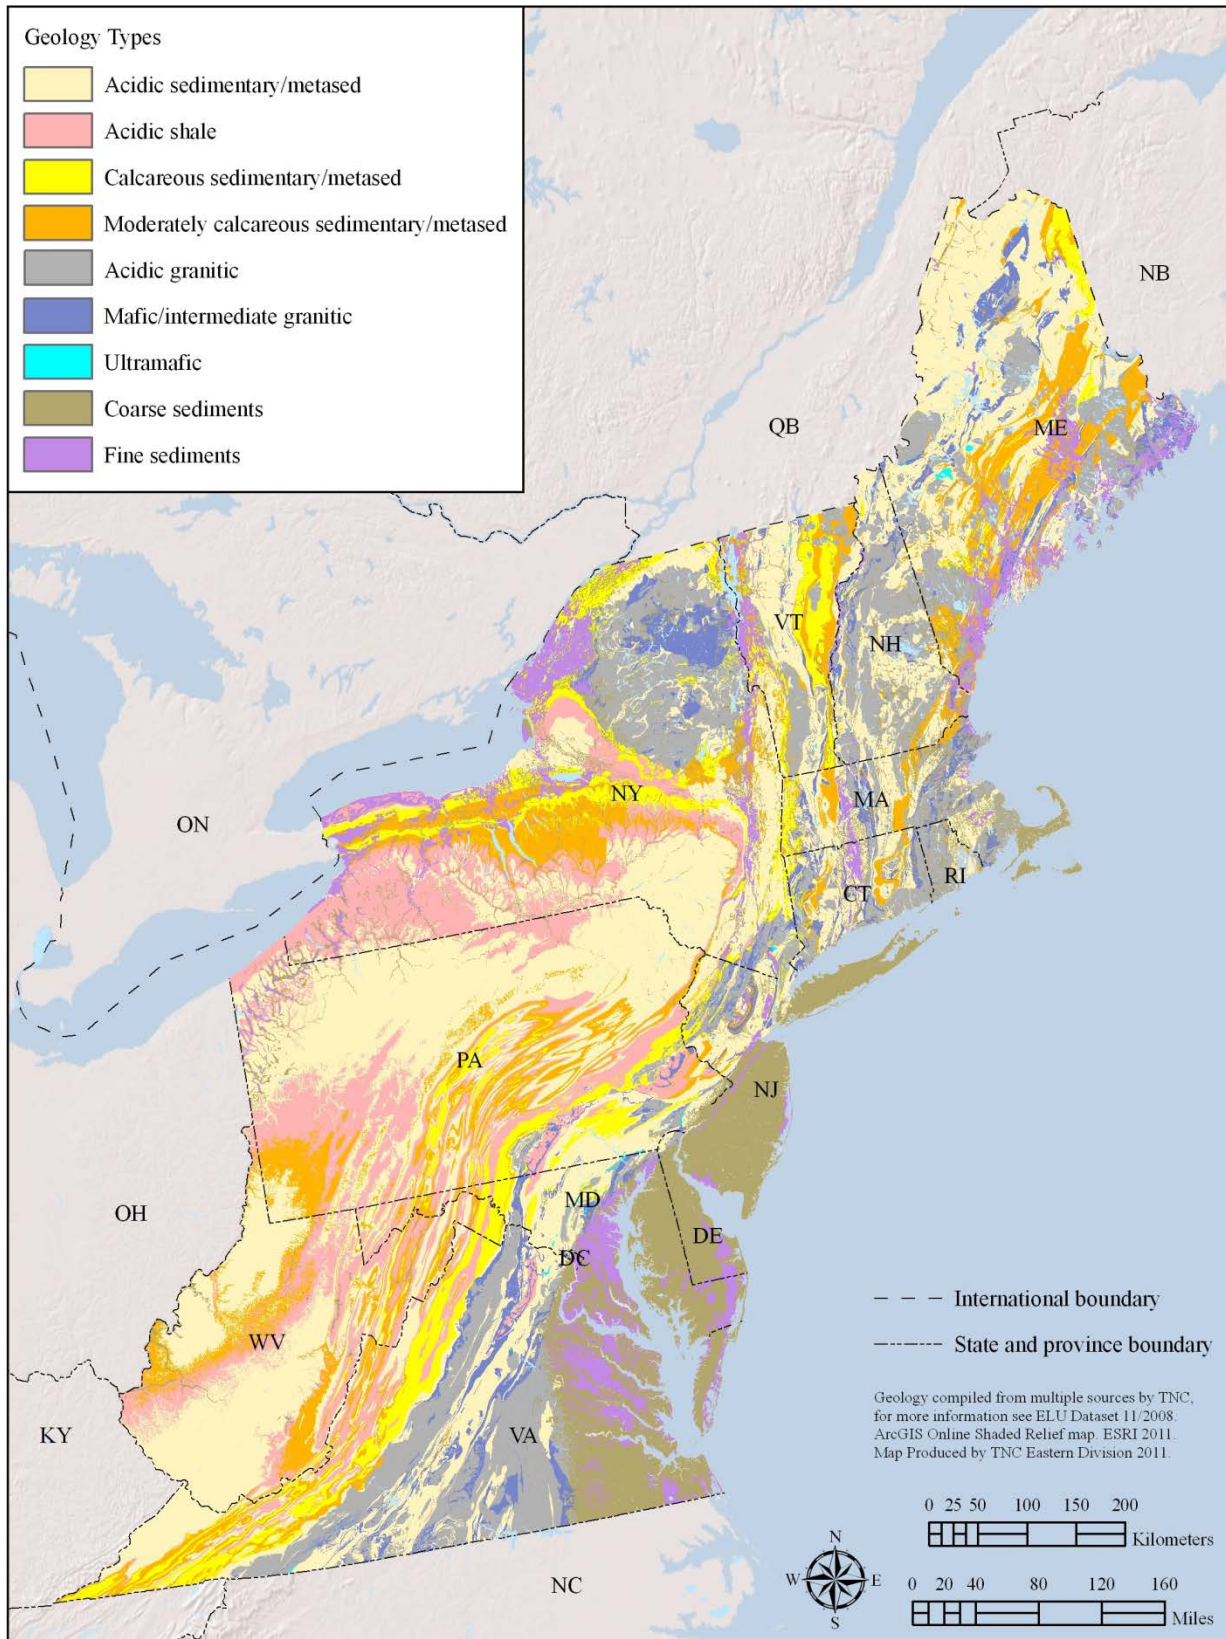 Geology Types
Acidic sedimentary/metased
Acidic shale
Calcareous sedimentary/metased
Moderately calcareous sedimentary/metased
Acidic granitic
Mafic/intermediate granitic
Ultramafic
Coarse sediments
Fine sediments
NB
QB
ME
VT
NH
NY
MA
ON
CT
RI
PA
NJ
OH
MD
DE
DC
WV
KY
VA
NC
International boundary
State and province boundary
Geology compiled from multiple sources by TNC,
for more information see ELU Dataset 11/2008.
ArcGIS Online Shaded Relief map. ESRI 2011.
Map Produced by TNC Eastern Division 2011.
0 25 50 100 150 200
Kilometers
N
W E
S
0 20 40 80 120 160
Miles